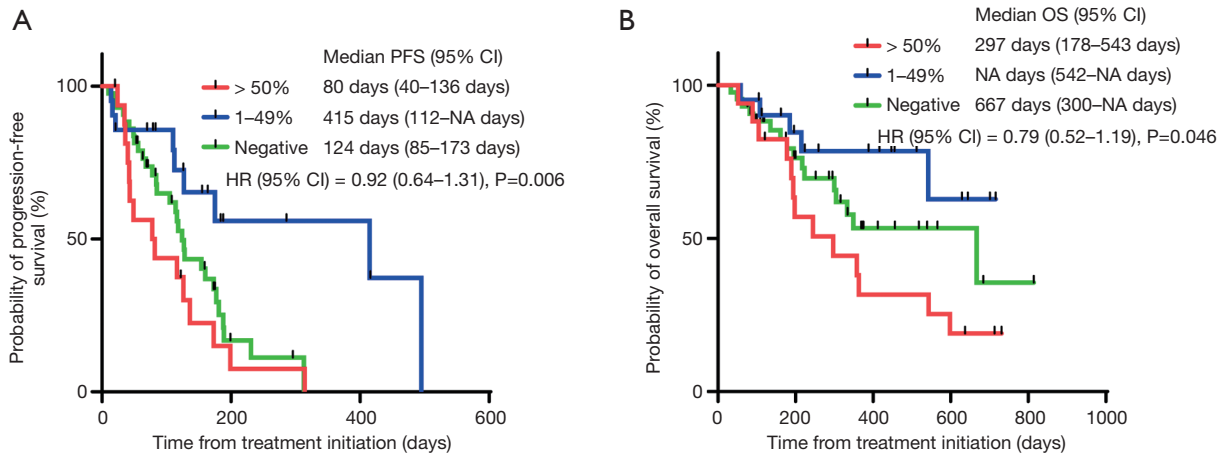 A
Median PFS (95% CI)
> 50% 80 days (40–136 days)
1–49% 415 days (112–NA days)
Negative 124 days (85–173 days)
HR (95% CI) = 0.92 (0.64–1.31), P=0.006
Probability of progression-free
survival (%)
100
50
0
0 200 400 600
Time from treatment initiation (days)
B
Median OS (95% CI)
> 50% 297 days (178–543 days)
1–49% NA days (542–NA days)
Negative 667 days (300–NA days)
HR (95% CI) = 0.79 (0.52–1.19), P=0.046
Probability of overall survival (%)
100
50
0
0 200 400 600 800 1000
Time from treatment initiation (days)